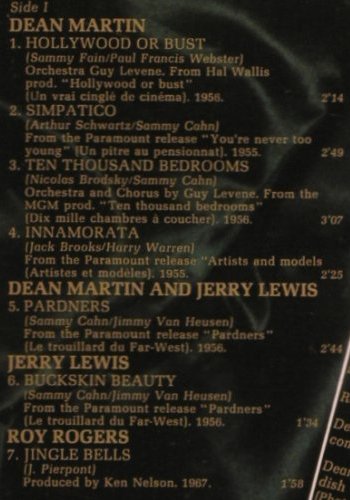 Side I
DEAN MARTIN
1. HOLLYWOOD OR BUST
(Sammy Fain/Paul Francis Webster)
Orchestra Guy Levene. From Hal Wallis
prod. "Hollywood or bust"
(Un vrai cinglé de cinéma). 1956. 2'14
2. SIMPATICO
(Arthur Schwartz/Sammy Cahn)
From the Paramount release "You're never too
young" (Un pitre au pensionnat). 1955. 2'49
3. TEN THOUSAND BEDROOMS
(Nicolas Brodsky/Sammy Cahn)
Orchestra and Chorus by Guy Levene. From the
MGM prod. "Ten thousand bedrooms"
(Dix mille chambres à coucher). 1956. 3'07
4. INNAMORATA
(Jack Brooks/Harry Warren)
From the Paramount release "Artists and models
(Artistes et modèles). 1955. 2'25
DEAN MARTIN AND JERRY LEWIS
5. PARDNERS
(Sammy Cahn/Jimmy Van Heusen)
From the Paramount release "Pardners"
(Le trouillard du Far-West). 1956. 2'44
JERRY LEWIS
6. BUCKSKIN BEAUTY
(Sammy Cahn/Jimmy Van Heusen)
From the Paramount release "Pardners"
(Le trouillard du Far-West). 1956. 1'34
ROY ROGERS
7. JINGLE BELLS
(J. Pierpont)
Produced by Ken Nelson. 1967. 1'58
R
De
con
Dean
dish
(Pho